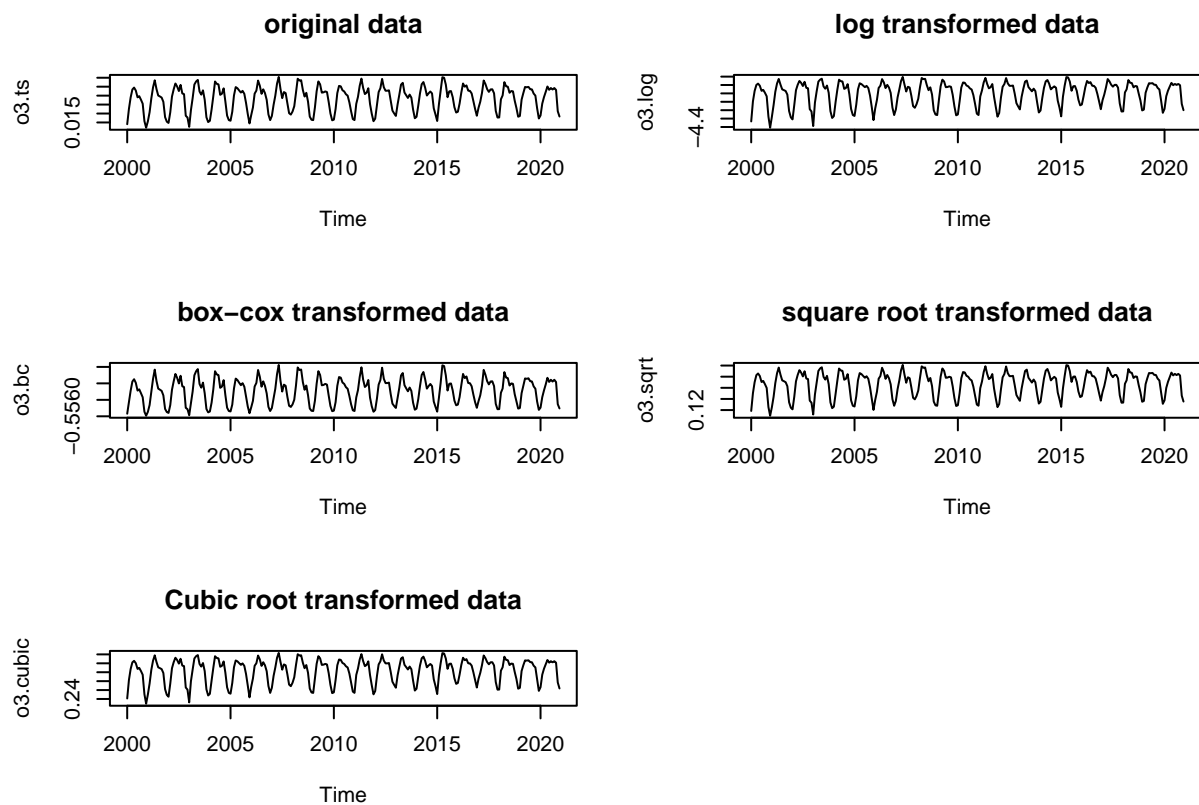 original data
o3.ts
0.015
2000 2005 2010 2015 2020
Time
log transformed data
o3.log
−4.4
2000 2005 2010 2015 2020
Time
box−cox transformed data
o3.bc
−0.5560
2000 2005 2010 2015 2020
Time
square root transformed data
o3.sqrt
0.12
2000 2005 2010 2015 2020
Time
Cubic root transformed data
o3.cubic
0.24
2000 2005 2010 2015 2020
Time